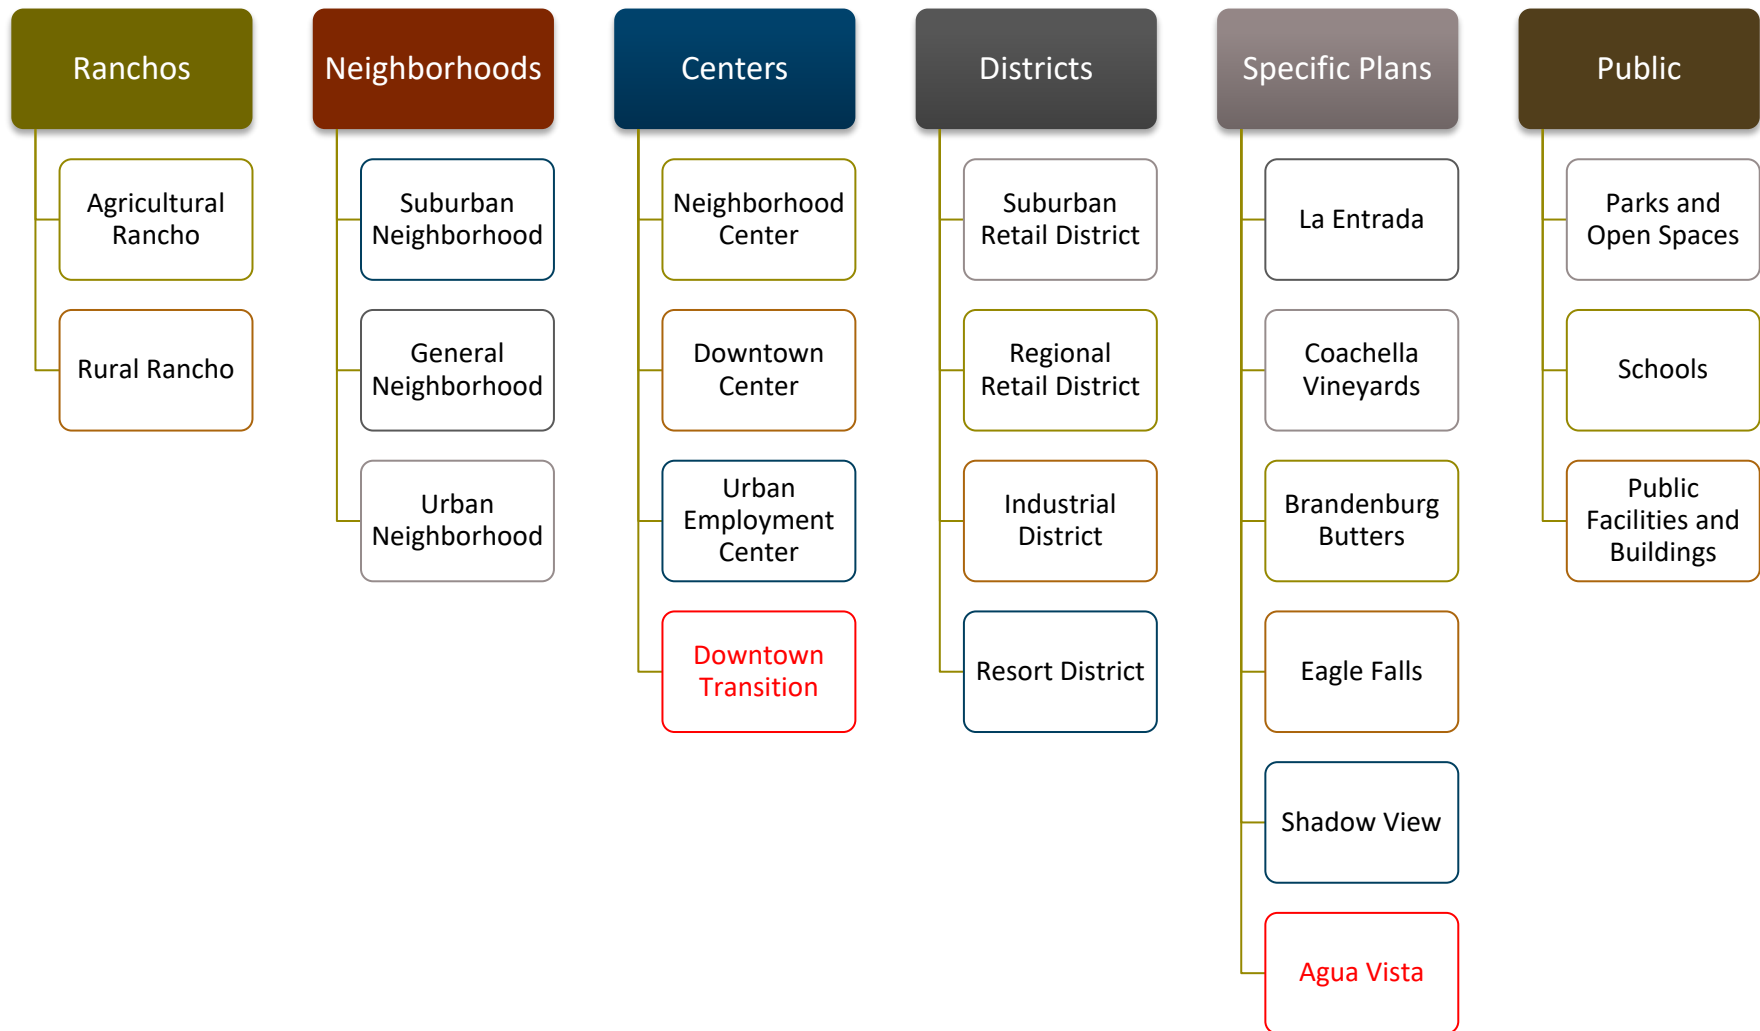 Ranchos
Agricultural
Rancho
Rural Rancho
Neighborhoods
Suburban
Neighborhood
General
Neighborhood
Urban
Neighborhood
Centers
Neighborhood
Center
Downtown
Center
Urban
Employment
Center
Downtown
Transition
Districts
Suburban
Retail District
Regional
Retail District
Industrial
District
Resort District
Specific Plans
La Entrada
Coachella
Vineyards
Brandenburg
Butters
Eagle Falls
Shadow View
Agua Vista
Public
Parks and
Open Spaces
Schools
Public
Facilities and
Buildings